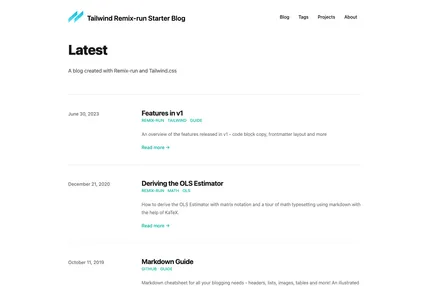 Tailwind Remix-run Starter Blog
Blog Tags Projects About
Latest
A blog created with Remix-run and Tailwind.css
June 30, 2023
Features in v1
REMIX-RUN TAILWIND GUIDE
An overview of the features released in v1 - code block copy, frontmatter layout and more
Read more →
December 21, 2020
Deriving the OLS Estimator
REMIX-RUN MATH OLS
How to derive the OLS Estimator with matrix notation and a tour of math typesetting using markdown with
the help of KaTeX.
Read more →
October 11, 2019
Markdown Guide
GITHUB GUIDE
Markdown cheatsheet for all your blogging needs - headers, lists, images, tables and more! An illustrated